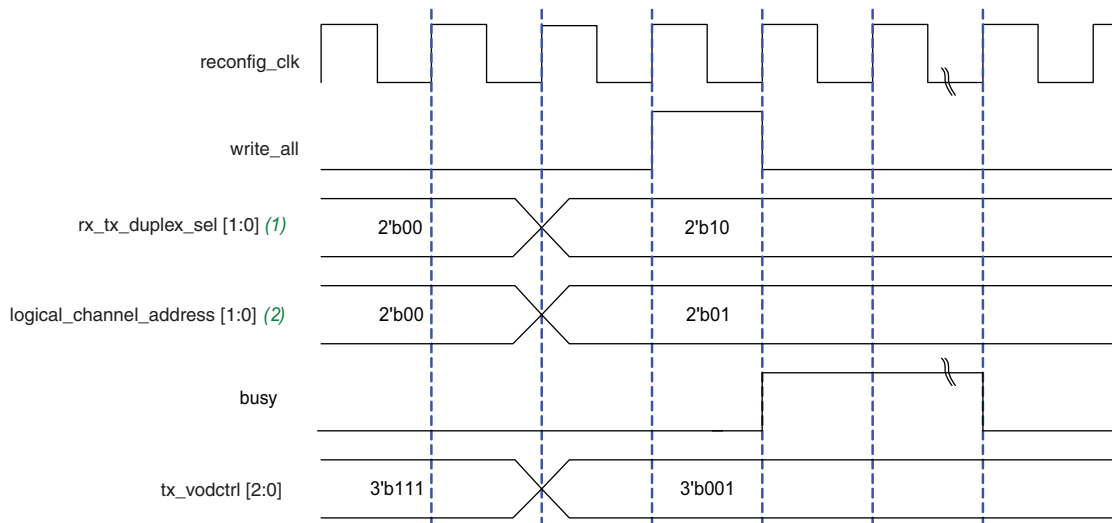 reconfig_clk
write_all
rx_tx_duplex_sel [1:0] (1) 2'b00 2'b10
logical_channel_address [1:0] (2) 2'b00 2'b01
busy
tx_vodctrl [2:0] 3'b111 3'b001